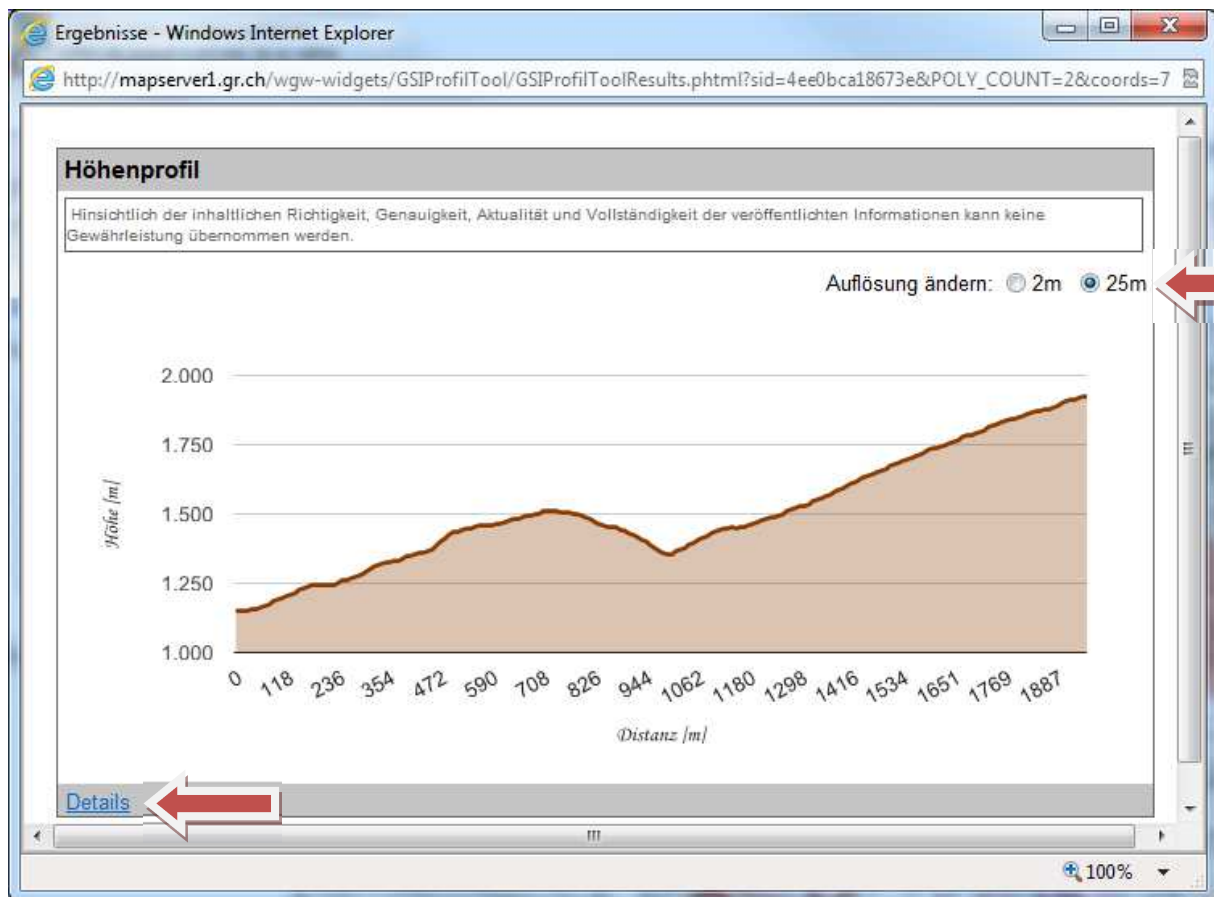 Ergebnisse - Windows Internet Explorer
http://mapserver1.gr.ch/wgw-widgets/GSIProfilTool/GSIProfilToolResults.phtml?sid=4ee0bca18673e&POLY_COUNT=2&coords=7
Höhenprofil
Hinsichtlich der inhaltlichen Richtigkeit, Genauigkeit, Aktualität und Vollständigkeit der veröffentlichten Informationen kann keine
Gewährleistung übernommen werden.
Auflösung ändern: 2m 25m
2.000
1.750
1.500
1.250
1.000
Höhe [m]
0 118 236 354 472 590 708 826 944 1062 1180 1298 1416 1534 1651 1769 1887
Distanz [m]
Details
100%